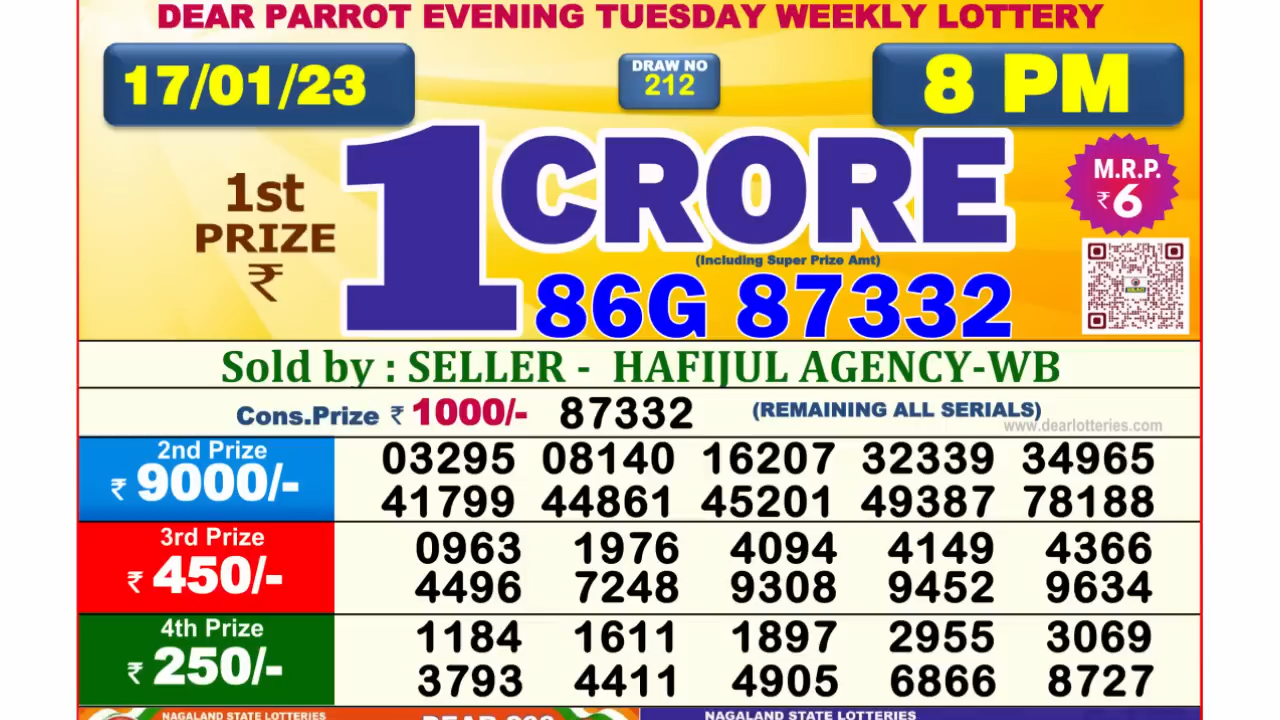 DEAR PARROT EVENING TUESDAY WEEKLY LOTTERY
17/01/23
DRAW NO
212
8 PM
1st
PRIZE
₹
1 CRORE
(Including Super Prize Amt)
86G 87332
M.R.P.
₹ 6
Sold by : SELLER - HAFIJUL AGENCY-WB
Cons.Prize ₹ 1000/- 87332 (REMAINING ALL SERIALS)
www.dearlotteries.com
2nd Prize
₹ 9000/-
03295 08140 16207 32339 34965
41799 44861 45201 49387 78188
3rd Prize
₹ 450/-
0963 1976 4094 4149 4366
4496 7248 9308 9452 9634
4th Prize
₹ 250/-
1184 1611 1897 2955 3069
3793 4411 4905 6866 8727
NAGALAND STATE LOTTERIES
NAGALAND STATE LOTTERIES